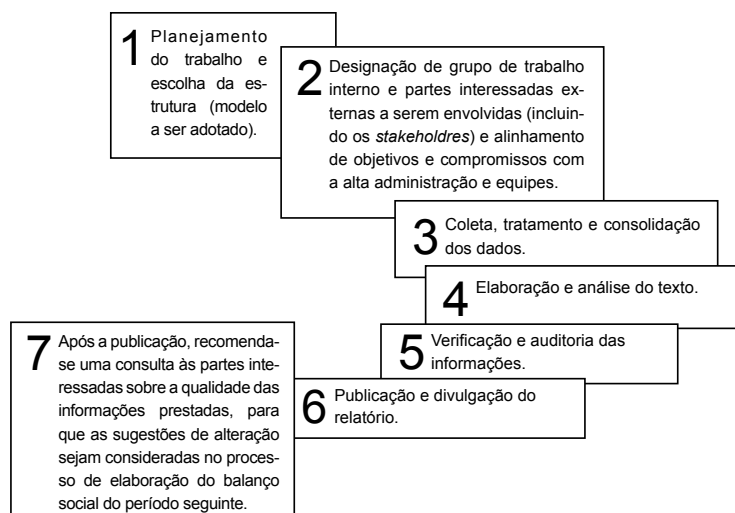 1 Planejamento
do trabalho e
escolha da es-
trutura (modelo
a ser adotado).
2 Designação de grupo de trabalho
interno e partes interessadas ex-
ternas a serem envolvidas (incluin-
do os stakeholdres) e alinhamento
de objetivos e compromissos com
a alta administração e equipes.
3 Coleta, tratamento e consolidação
dos dados.
4 Elaboração e análise do texto.
5 Verificação e auditoria das
informações.
6 Publicação e divulgação do
relatório.
7 Após a publicação, recomenda-
se uma consulta às partes inte-
ressadas sobre a qualidade das
informações prestadas, para
que as sugestões de alteração
sejam consideradas no proces-
so de elaboração do balanço
social do período seguinte.